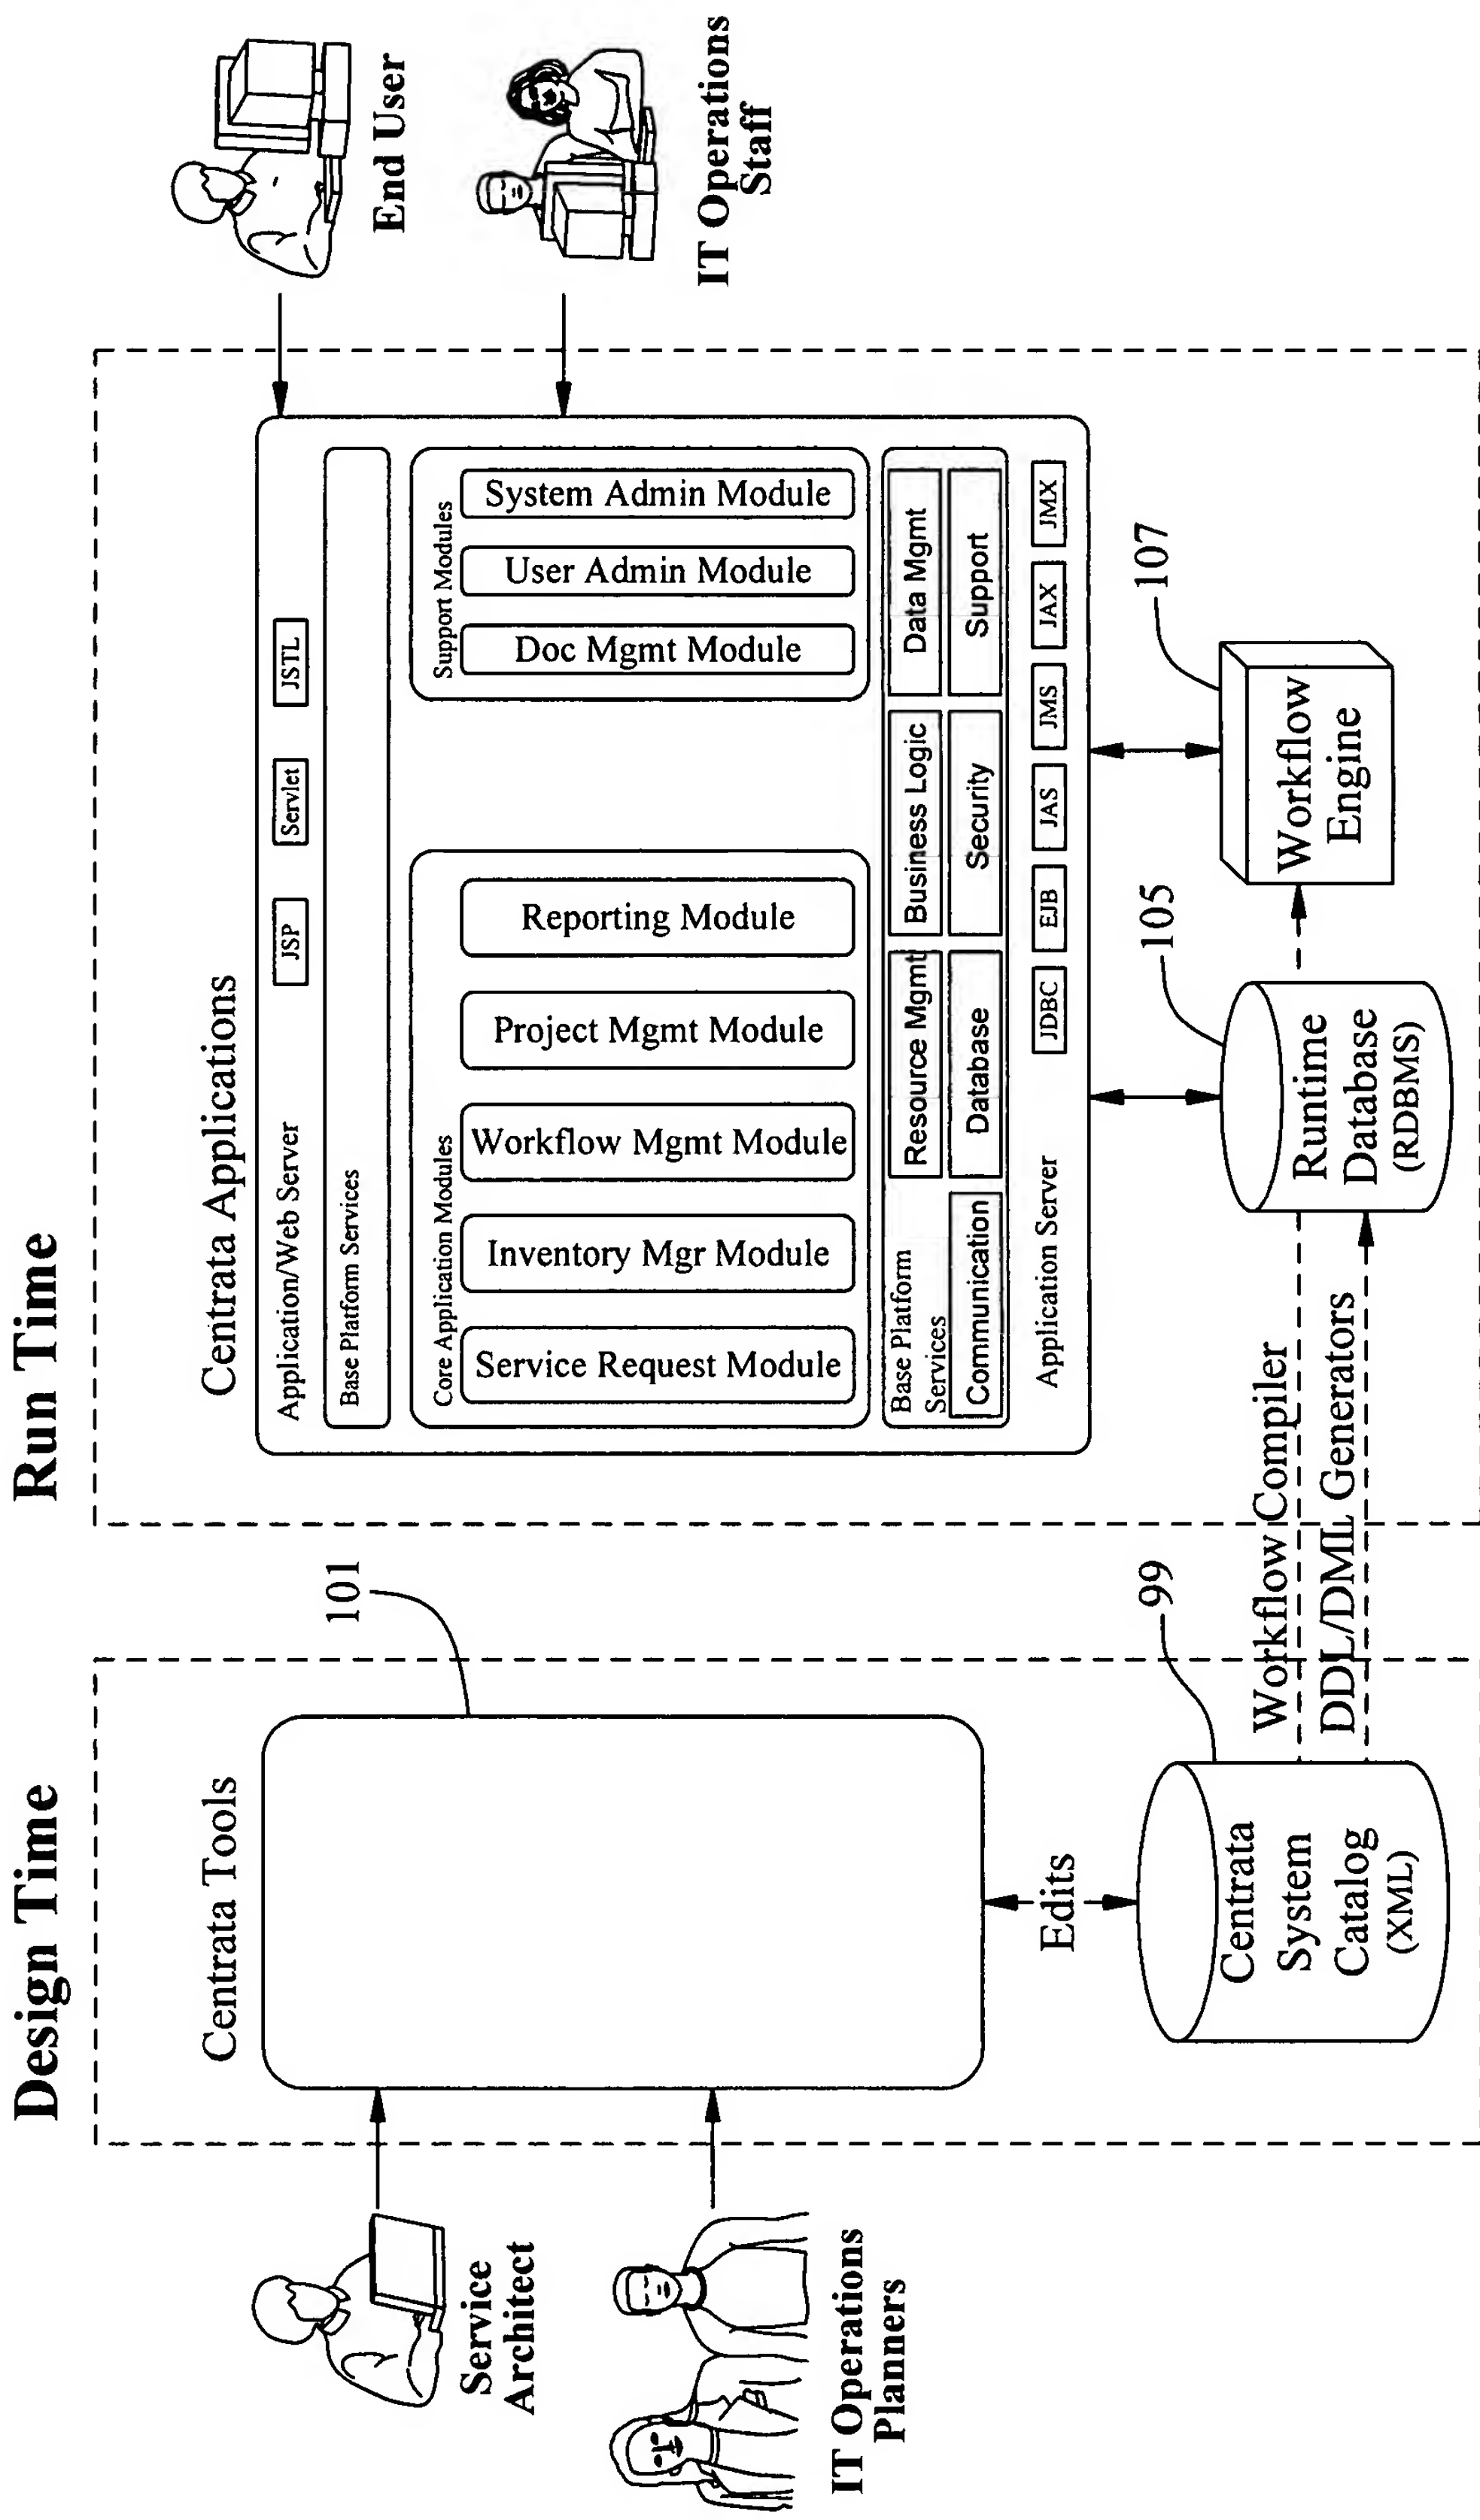 Design Time
Run Time
Centrata Tools
101
Service
Architect
IT Operations
Planners
Edits
Centrata
System
Catalog
(XML)
99
Workflow Compiler
DDL/DML Generators
Centrata Applications
Application/Web Server
JSP
Servlet
JSTL
Base Platform Services
Core Application Modules
Service Request Module
Inventory Mgr Module
Workflow Mgmt Module
Project Mgmt Module
Reporting Module
Support Modules
Doc Mgmt Module
User Admin Module
System Admin Module
Base Platform
Services
Resource Mgmt
Business Logic
Data Mgmt
Communication
Database
Security
Support
Application Server
JDBC
EJB
JAS
JMS
JAX
JMX
105
Runtime
Database
(RDBMS)
107
Workflow
Engine
End User
IT Operations
Staff